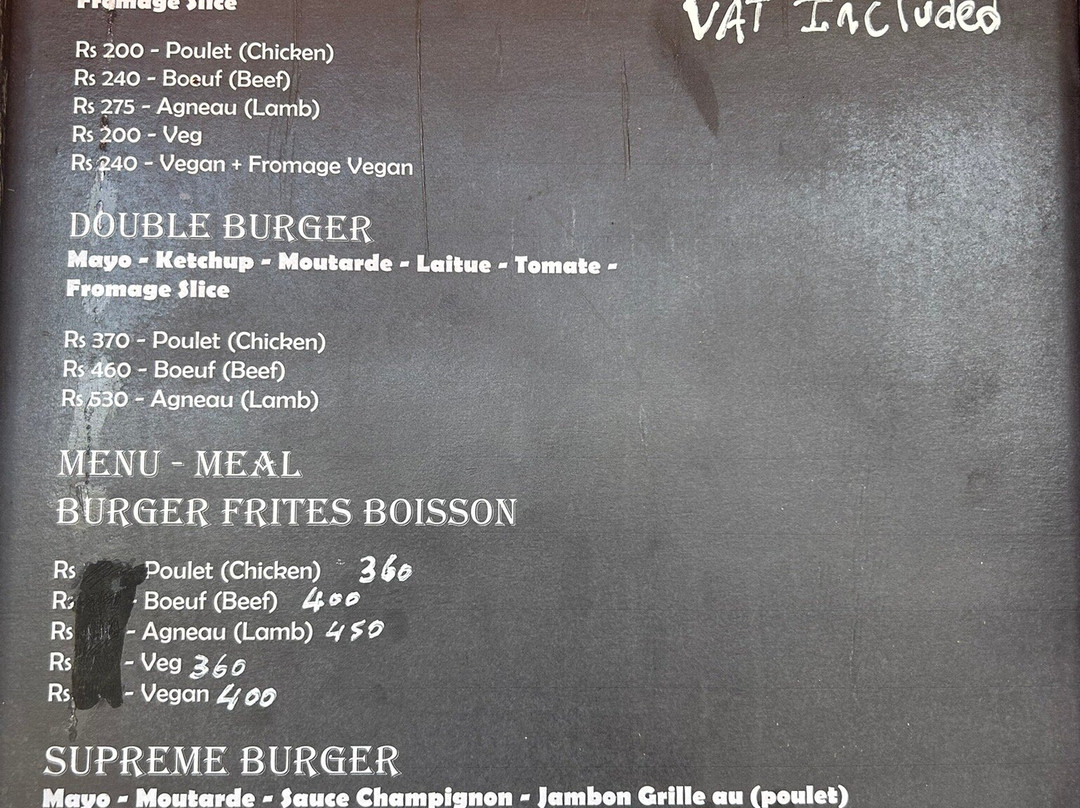 Fromage Slice
VAT Included
Rs 200 - Poulet (Chicken)
Rs 240 - Boeuf (Beef)
Rs 275 - Agneau (Lamb)
Rs 200 - Veg
Rs 240 - Vegan + Fromage Vegan
DOUBLE BURGER
Mayo - Ketchup - Moutarde - Laitue - Tomate -
Fromage Slice
Rs 370 - Poulet (Chicken)
Rs 460 - Boeuf (Beef)
Rs 530 - Agneau (Lamb)
MENU - MEAL
BURGER FRITES BOISSON
Rs Poulet (Chicken) 360
Rs - Boeuf (Beef) 400
Rs - Agneau (Lamb) 450
Rs - Veg 360
Rs - Vegan 400
SUPREME BURGER
Mayo - Moutarde - Sauce Champignon - Jambon Grille au (poulet)